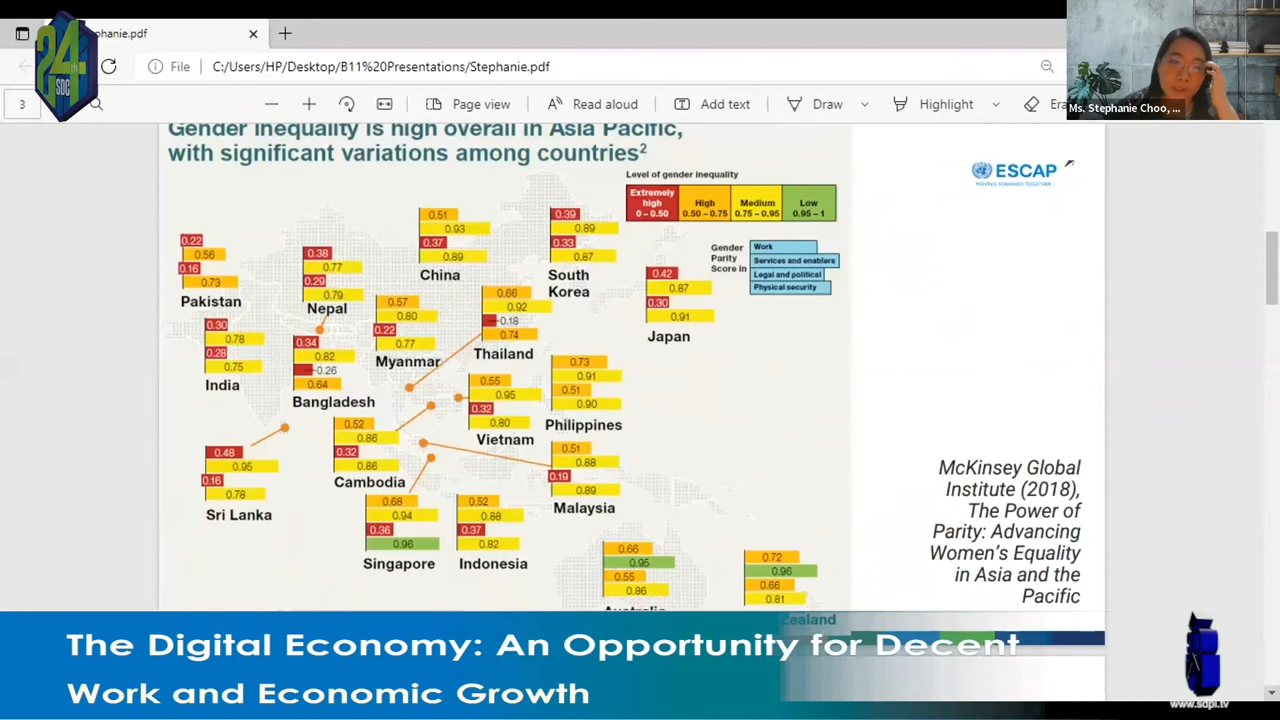 Stephanie.pdf
File
C:/Users/HP/Desktop/B11%20Presentations/Stephanie.pdf
24th
SDC
3
Page view
Read aloud
Add text
Draw
Highlight
Ms. Stephanie Choo, ...
Gender inequality is high overall in Asia Pacific,
with significant variations among countries2
ESCAP
MOVING FORWARD TOGETHER
Level of gender inequality
Extremely
high
0 – 0.50
High
0.50 – 0.75
Medium
0.75 – 0.95
Low
0.95 – 1
Gender
Parity
Score in
Work
Services and enablers
Legal and political
Physical security
0.22
0.56
0.16
0.73
Pakistan
0.38
0.77
0.29
0.79
Nepal
0.51
0.93
0.37
0.89
China
0.39
0.89
0.33
0.87
South
Korea
0.42
0.87
0.30
0.91
Japan
0.30
0.78
0.28
0.75
India
0.34
0.82
0.26
0.64
Bangladesh
0.57
0.80
0.22
0.77
Myanmar
0.66
0.92
0.18
0.74
Thailand
0.55
0.95
0.32
0.80
Vietnam
0.73
0.91
0.51
0.90
Philippines
0.48
0.95
0.16
0.78
Sri Lanka
0.52
0.86
0.32
0.86
Cambodia
0.51
0.88
0.19
0.89
Malaysia
0.68
0.94
0.36
0.96
Singapore
0.52
0.88
0.37
0.82
Indonesia
0.66
0.95
0.55
0.86
0.72
0.96
0.66
0.81
Zealand
McKinsey Global
Institute (2018),
The Power of
Parity: Advancing
Women's Equality
in Asia and the
Pacific
The Digital Economy: An Opportunity for Decent
Work and Economic Growth
www.sdpi.tv